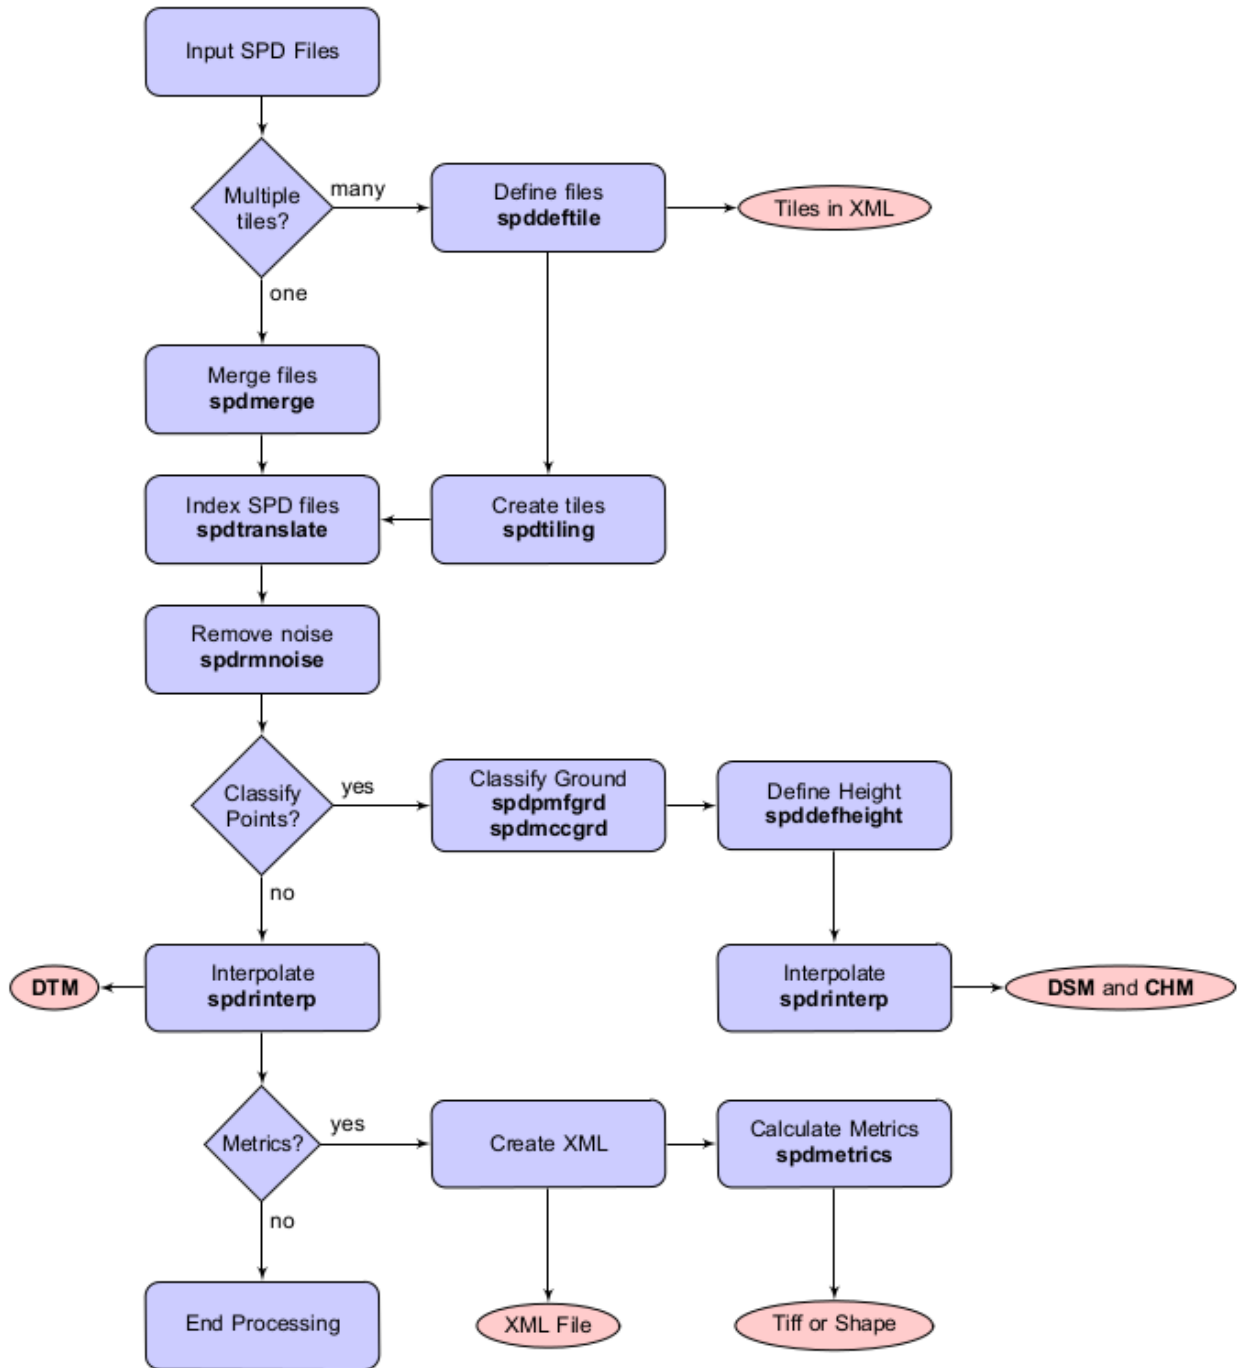 Input SPD Files
Multiple
tiles?
many
Define files
spddeftile
Tiles in XML
one
Merge files
spdmerge
Index SPD files
spdtranslate
Create tiles
spdtiling
Remove noise
spdrmnoise
Classify
Points?
yes
Classify Ground
spdpmfgrd
spdmccgrd
Define Height
spddefheight
no
DTM
Interpolate
spdrinterp
Interpolate
spdrinterp
DSM and CHM
Metrics?
yes
Create XML
Calculate Metrics
spdmetrics
no
End Processing
XML File
Tiff or Shape